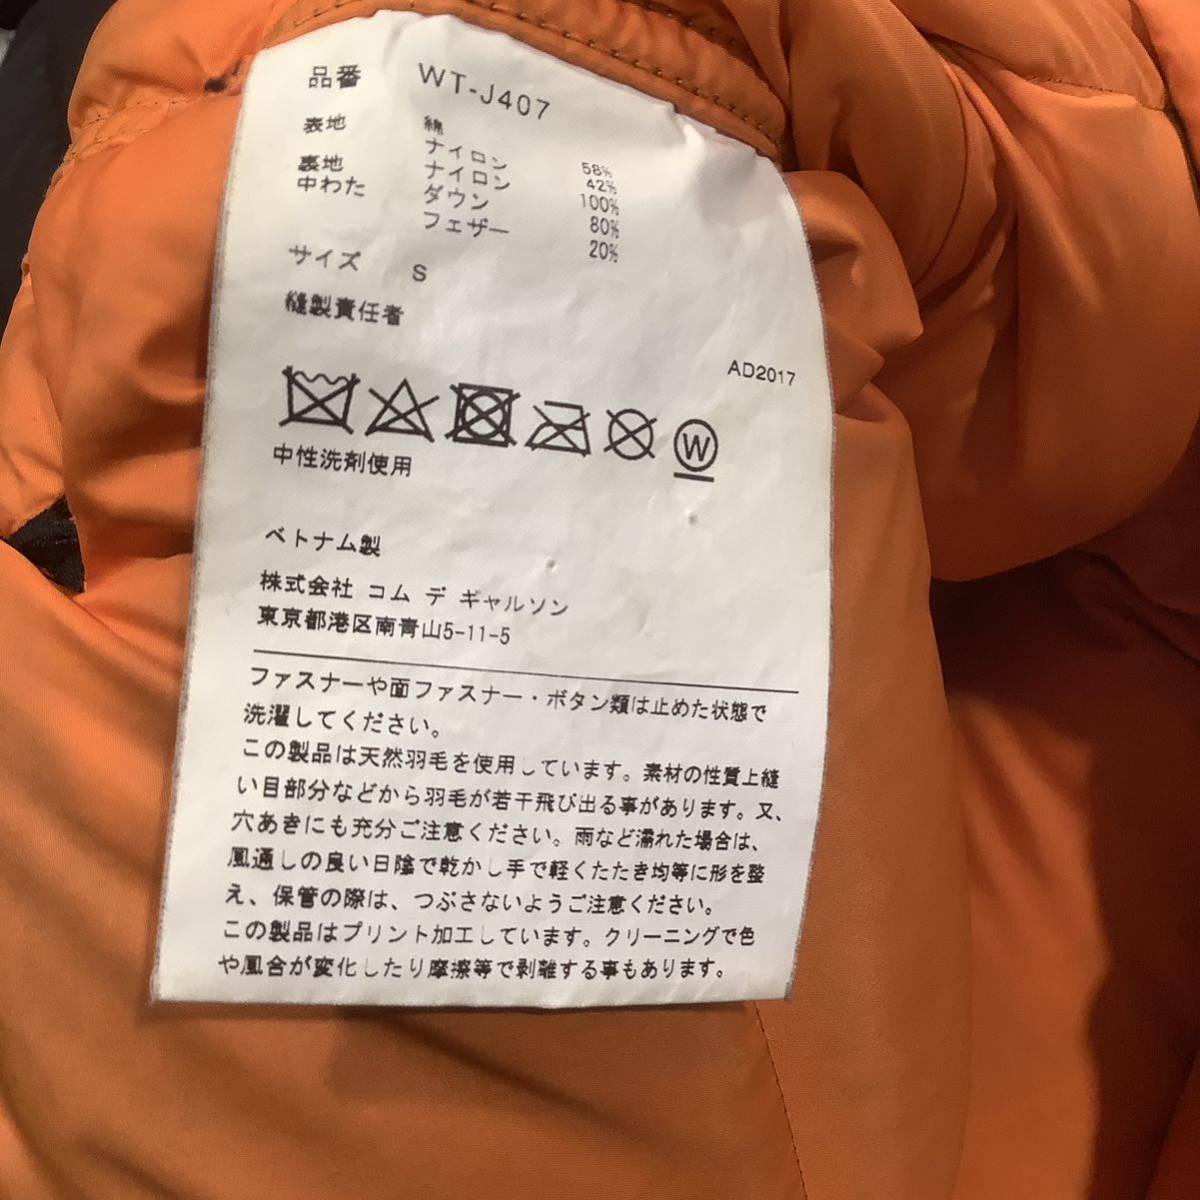 品番 WT-J407
表地 綿 58%
ナイロン 42%
裏地 ナイロン 100%
中わた ダウン 80%
フェザー 20%
サイズ S
縫製責任者
AD2017
W
中性洗剤使用
ベトナム製
株式会社 コム デ ギャルソン
東京都港区南青山5-11-5
ファスナーや面ファスナー・ボタン類は止めた状態で
洗濯してください。
この製品は天然羽毛を使用しています。素材の性質上縫
い目部分などから羽毛が若干飛び出る事があります。又、
穴あきにも充分ご注意ください。雨など濡れた場合は、
風通しの良い日陰で乾かし手で軽くたたき均等に形を整
え、保管の際は、つぶさないようご注意ください。
この製品はプリント加工しています。クリーニングで色
や風合が変化したり摩擦等で剥離する事もあります。